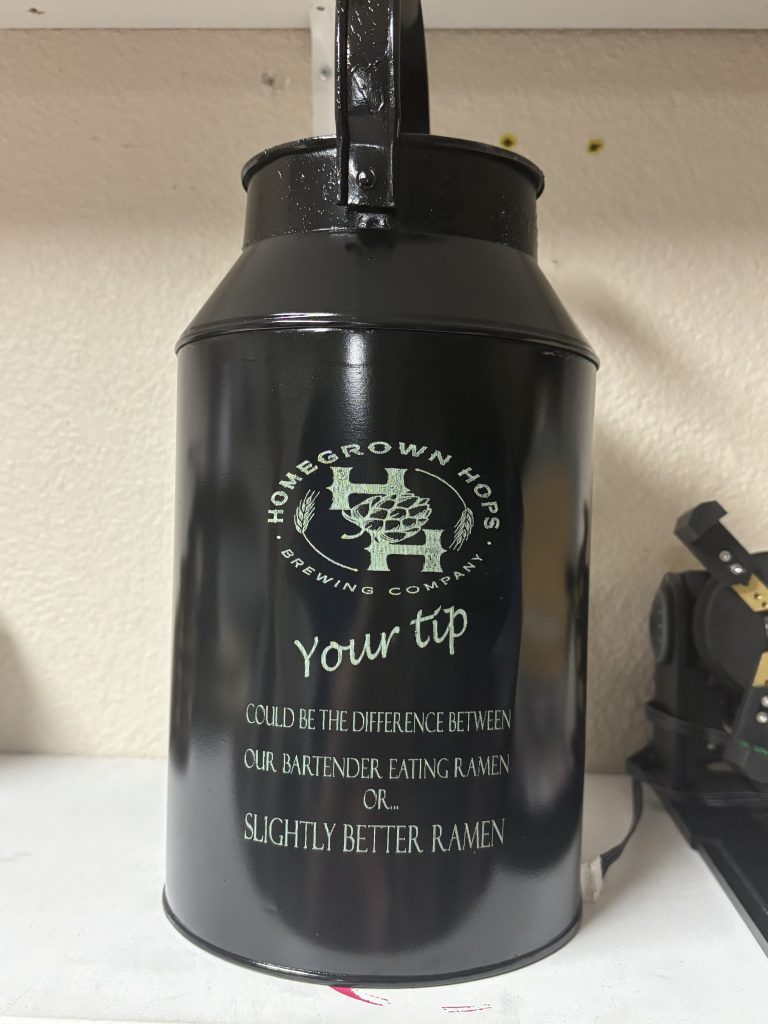 HOMEGROWN HOPS
HH
· BREWING COMPANY ·
Your tip
COULD BE THE DIFFERENCE BETWEEN
OUR BARTENDER EATING RAMEN
OR...
SLIGHTLY BETTER RAMEN